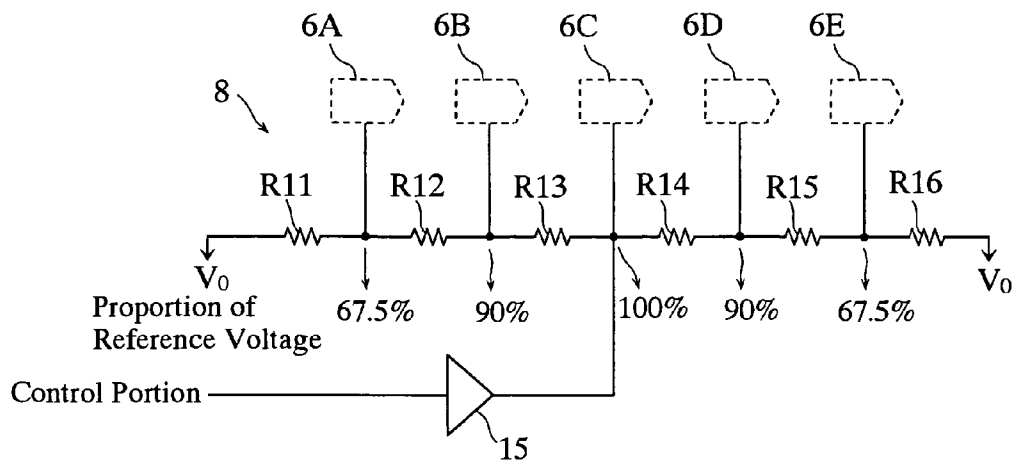 6A 6B 6C 6D 6E
8
R11 R12 R13 R14 R15 R16
V0 V0
67.5% 90% 100% 90% 67.5%
Proportion of
Reference Voltage
Control Portion
15